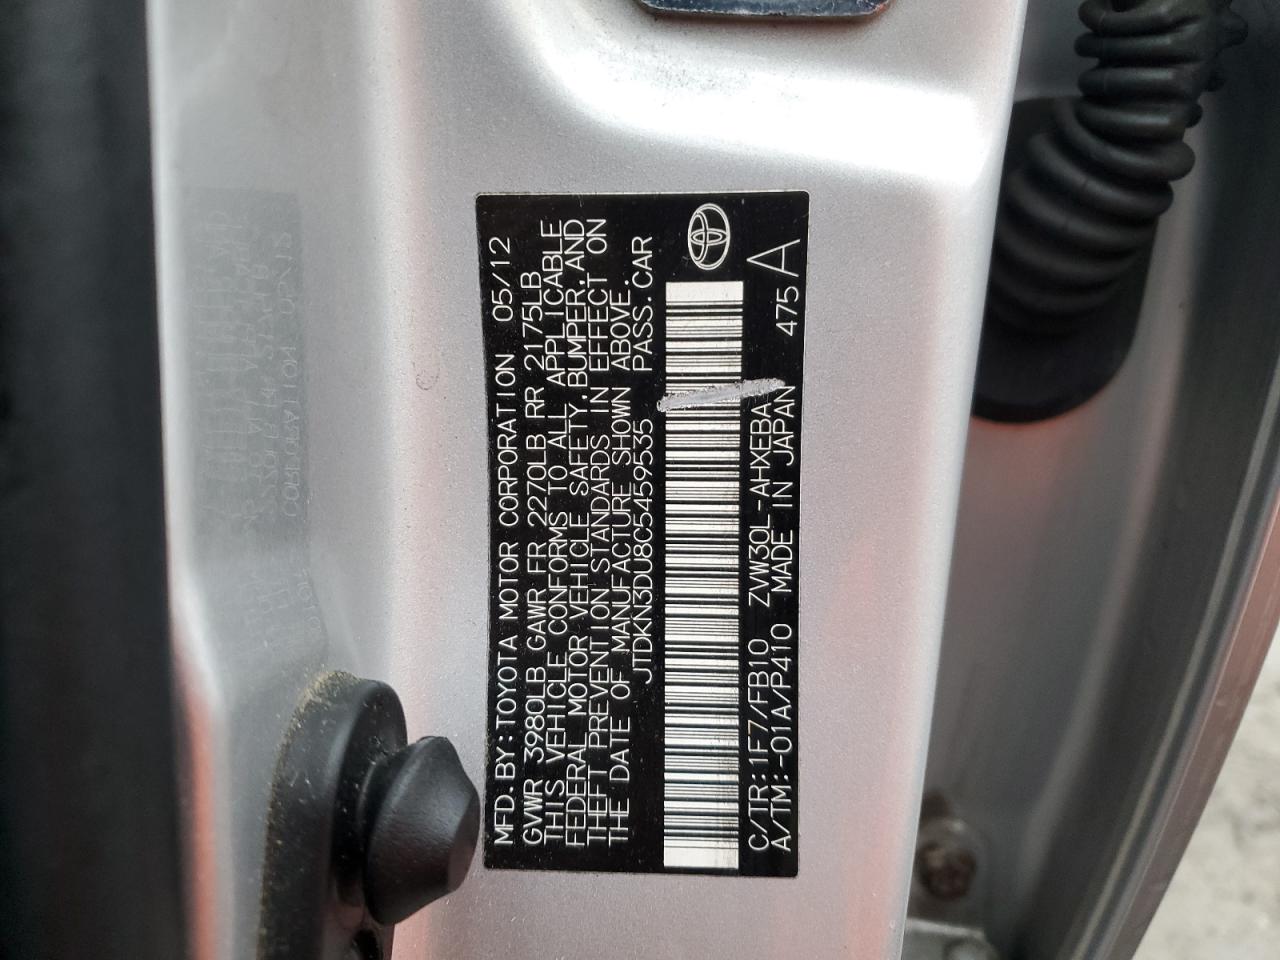 MFD.BY:TOYOTA MOTOR CORPORATION 05/12
GVWR 3980LB GAWR FR 2270LB RR 2175LB
THIS VEHICLE CONFORMS TO ALL APPLICABLE
FEDERAL MOTOR VEHICLE SAFETY,BUMPER,AND
THEFT PREVENTION STANDARDS IN EFFECT ON
THE DATE OF MANUFACTURE SHOWN ABOVE.
JTDKN3DU8C5459535 PASS.CAR
C/TR:1F7/FB10 ZVW30L-AHXEBA 475 A
A/TM:-01A/P410 MADE IN JAPAN